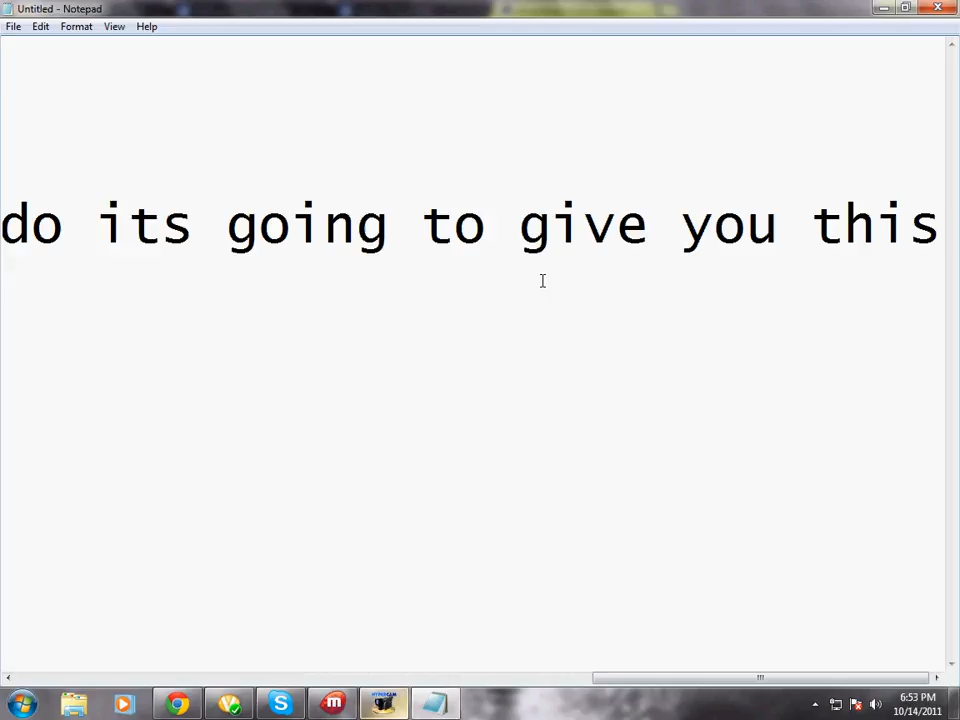 Untitled - Notepad
File Edit Format View Help
do its going to give you this
HYPERCAM
6:53 PM
10/14/2011